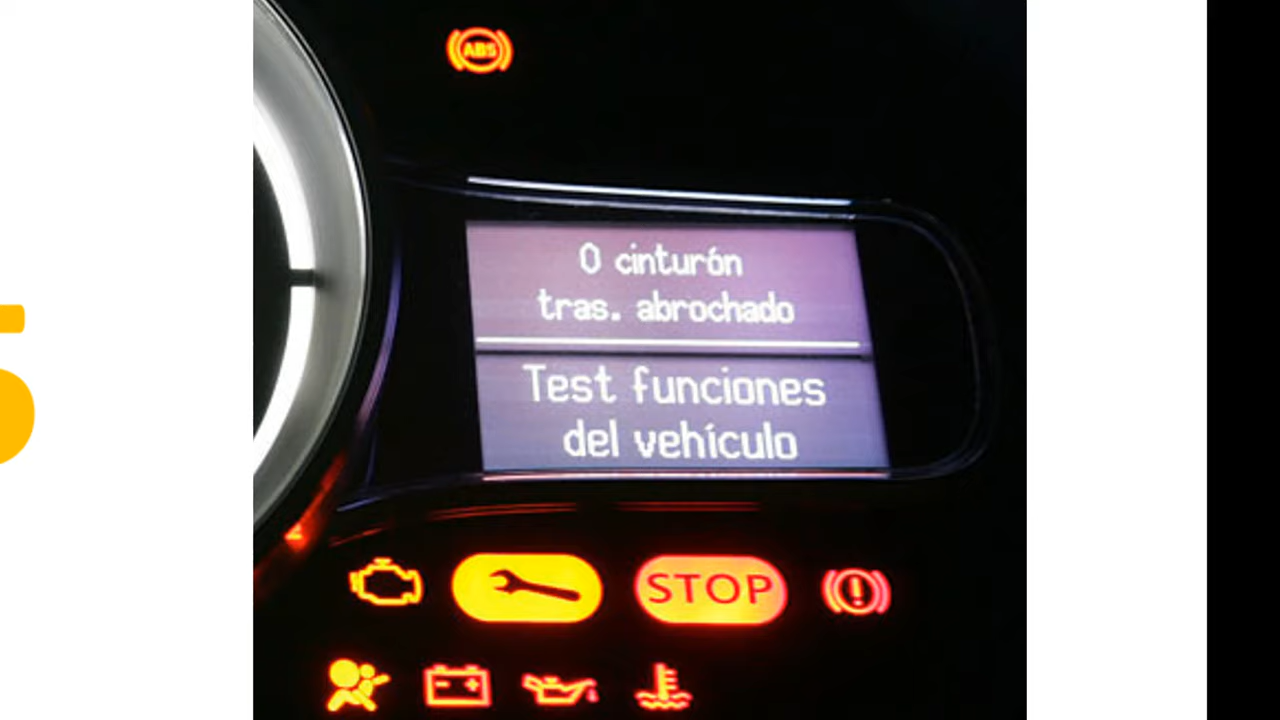 ABS
0 cinturón
tras. abrochado
Test funciones
del vehículo
STOP